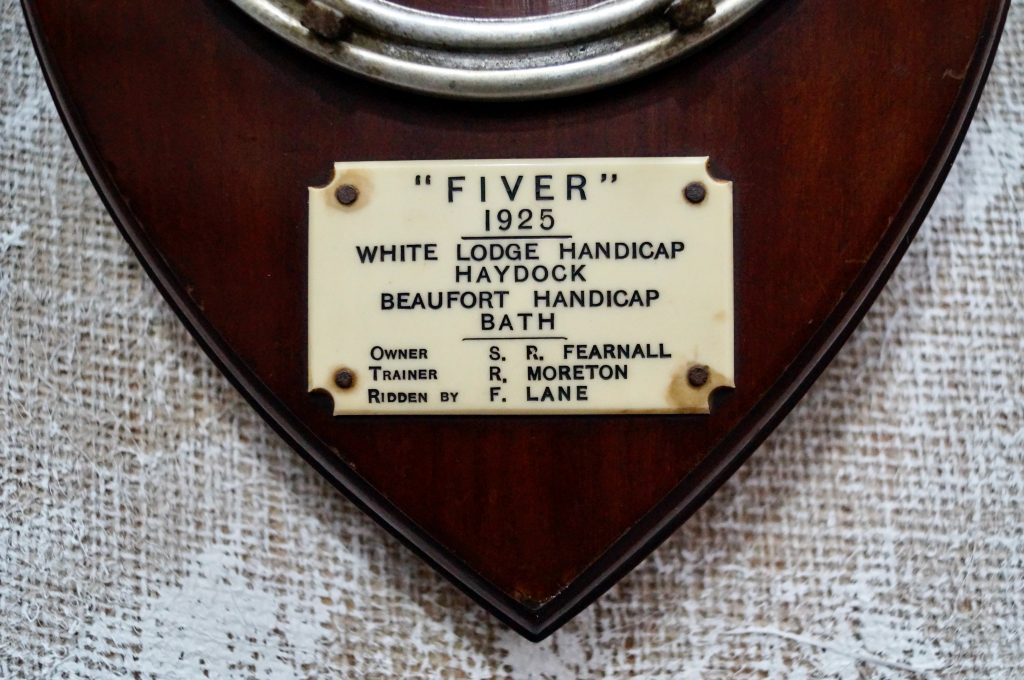 "FIVER"
1925
WHITE LODGE HANDICAP
HAYDOCK
BEAUFORT HANDICAP
BATH
OWNER S. R. FEARNALL
TRAINER R. MORETON
RIDDEN BY F. LANE